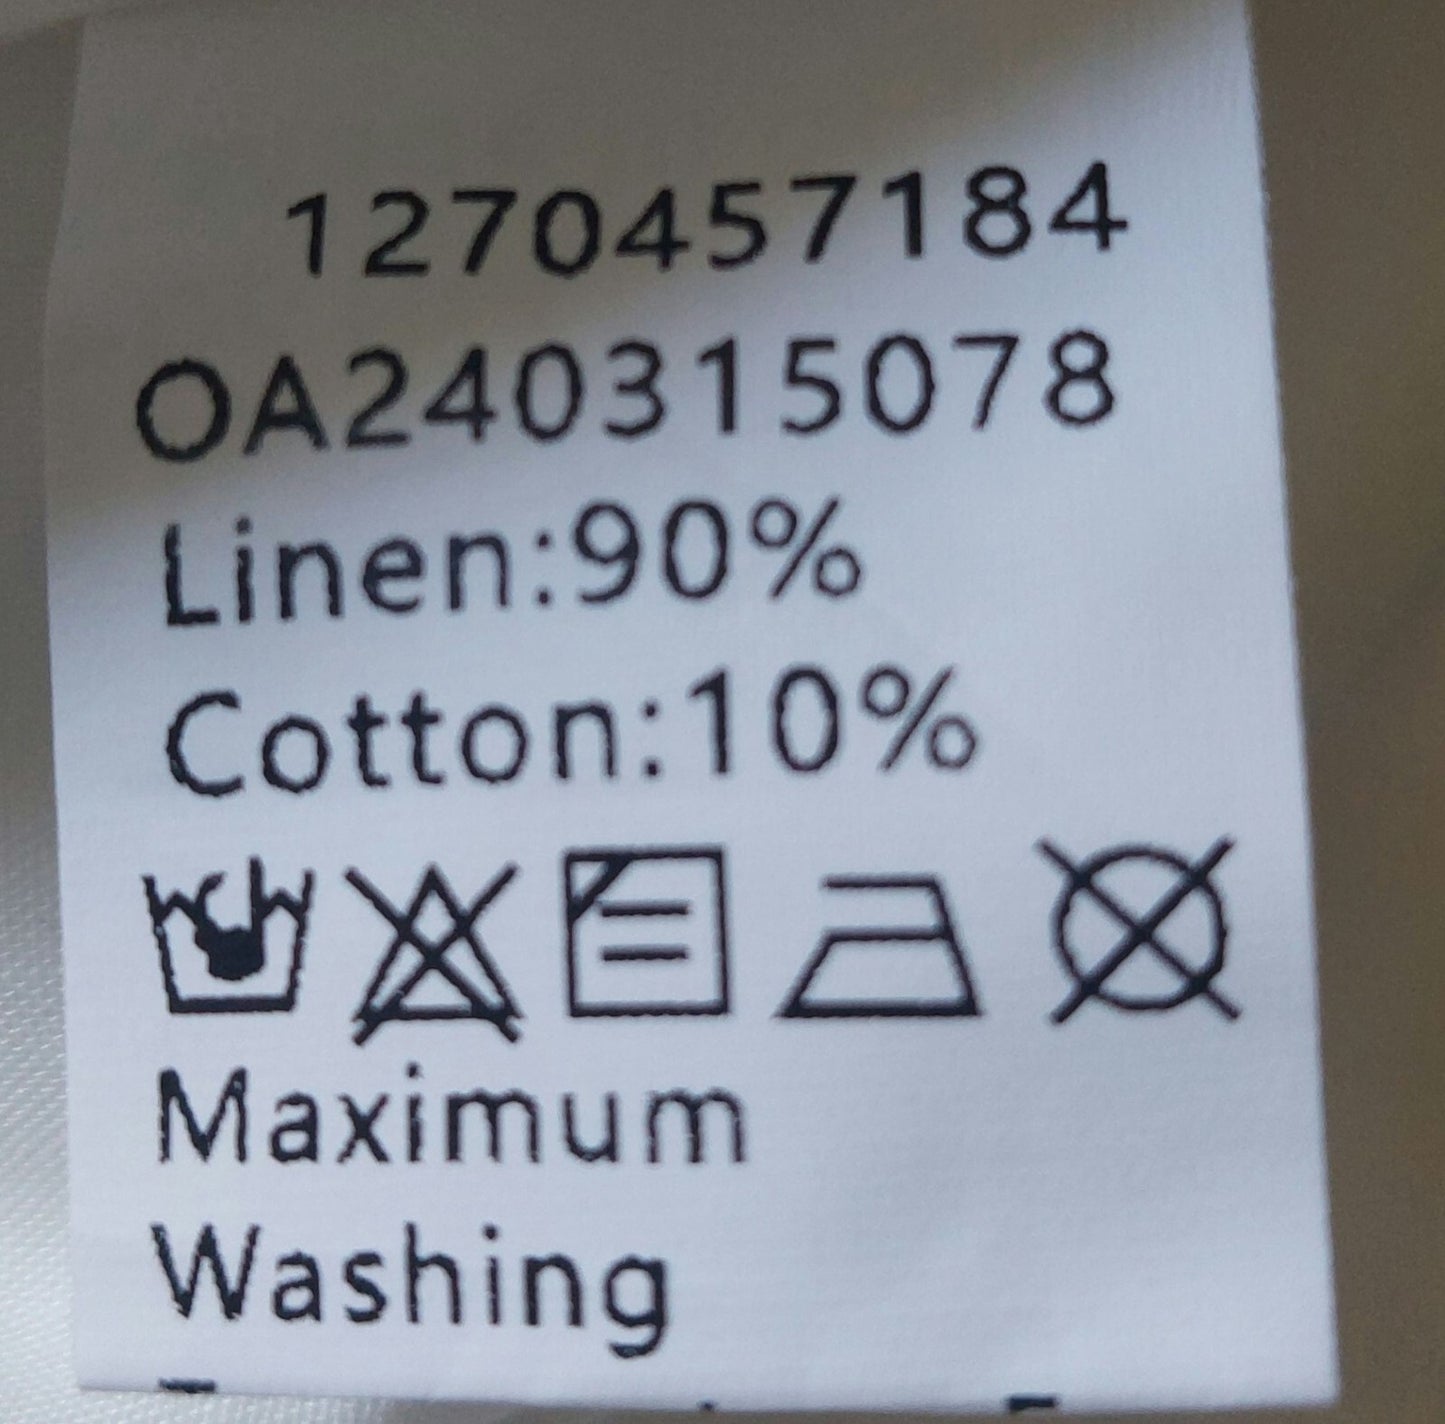 1270457184
OA240315078
Linen:90%
Cotton:10%
Maximum
Washing